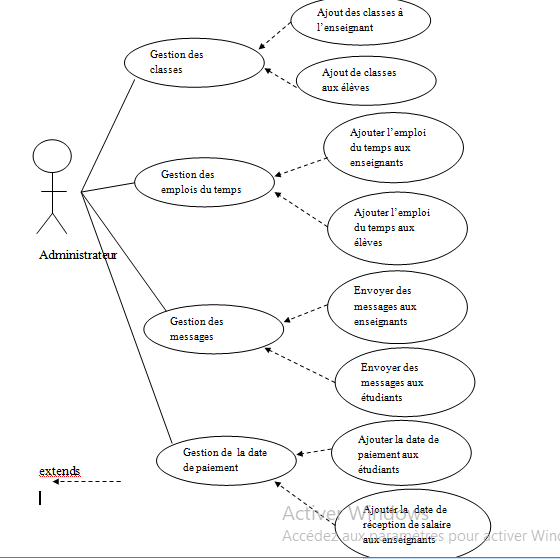 Ajout des classes à
l'enseignant
Gestion des
classes
Ajout de classes
aux élèves
Ajouter l'emploi
du temps aux
enseignants
Gestion des
emplois du temps
Ajouter l'emploi
du temps aux
élèves
Administrateur
Envoyer des
messages aux
enseignants
Gestion des
messages
Envoyer des
messages aux
étudiants
Ajouter la date de
paiement aux
étudiants
Gestion de la date
de paiement
extends
Ajouter la date de
réception de salaire
aux enseignants
Activer Windows
Accédez aux paramètres pour activer Win